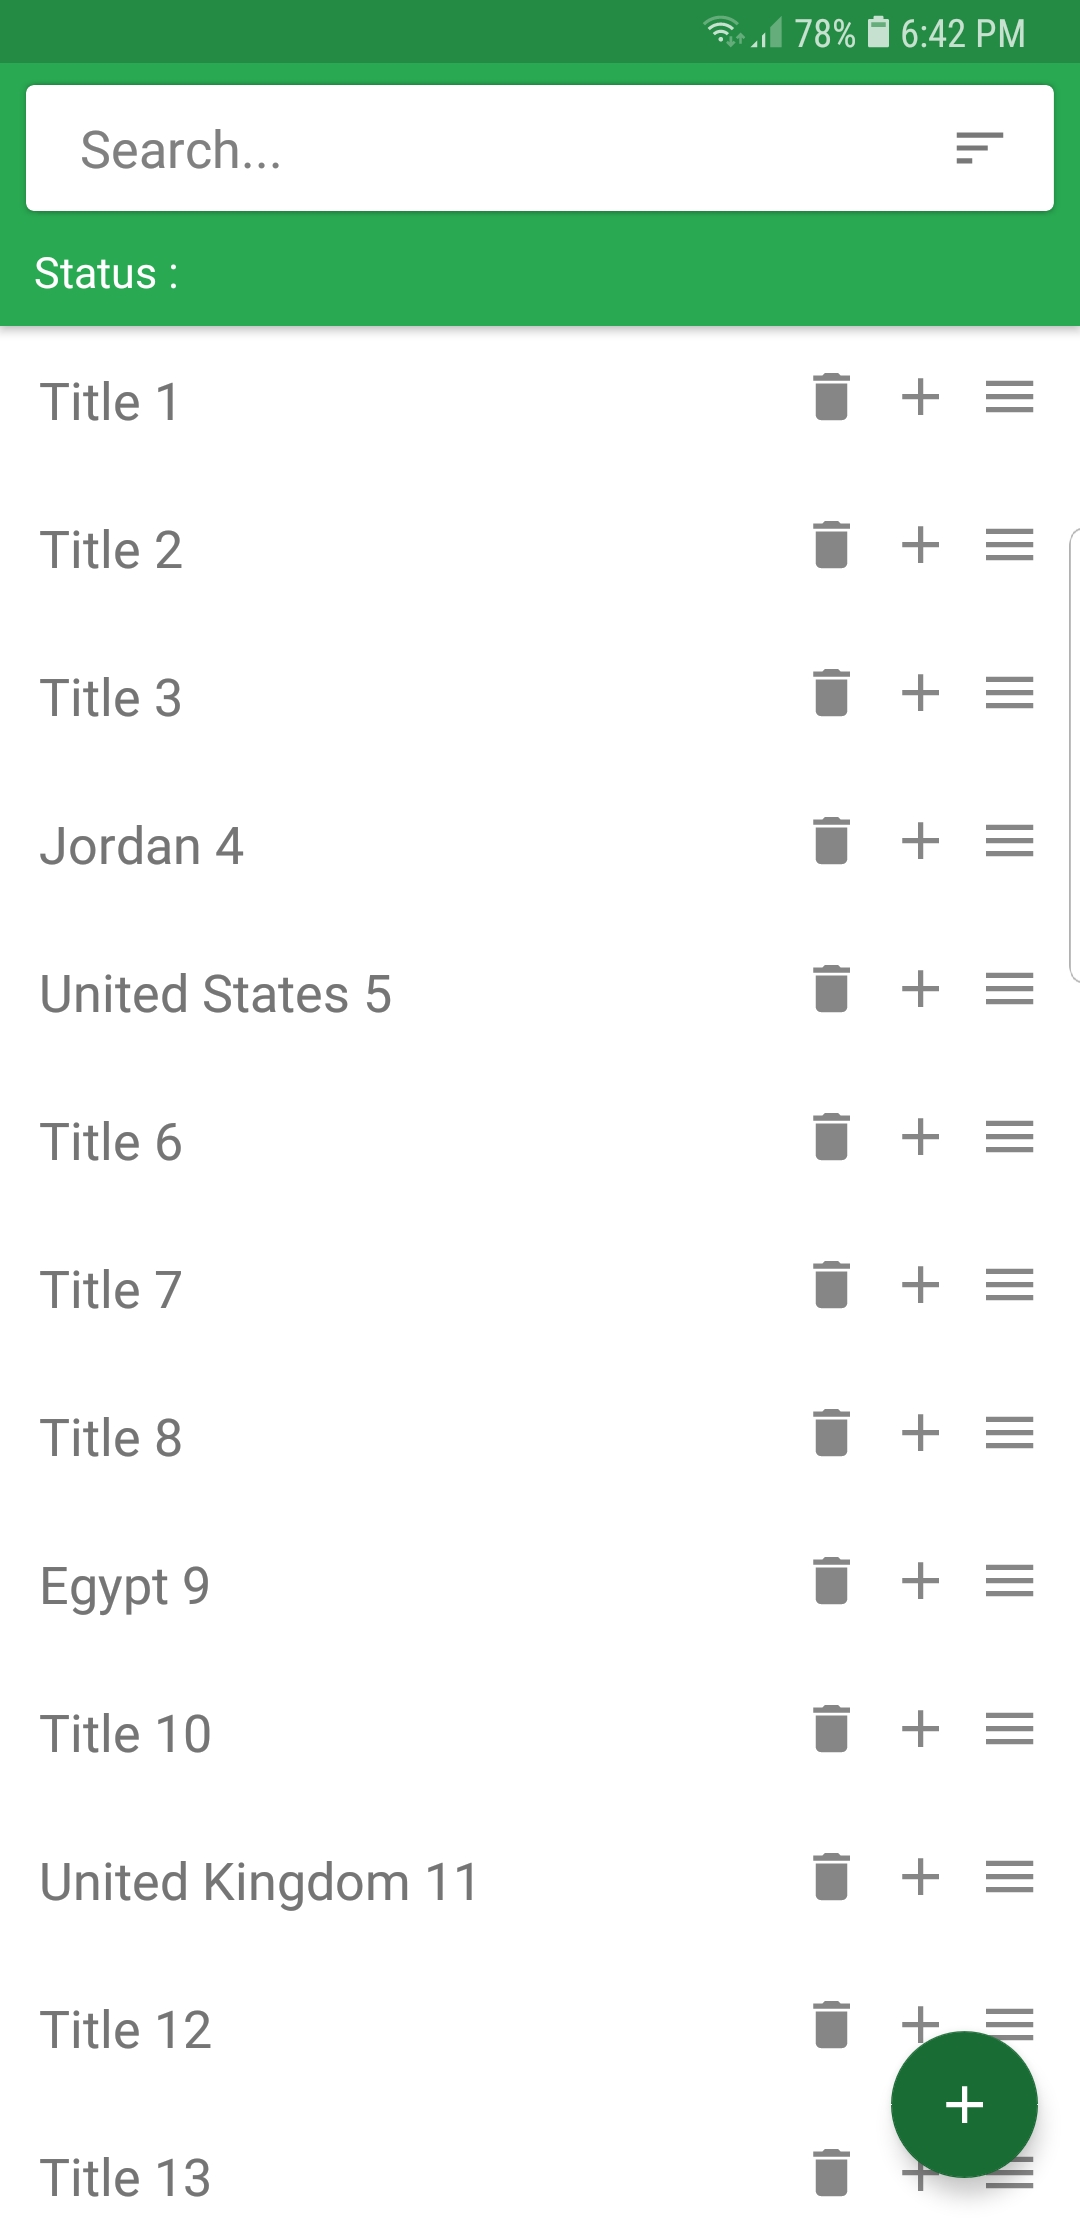 78% 6:42 PM
Search...
Status :
Title 1
Title 2
Title 3
Jordan 4
United States 5
Title 6
Title 7
Title 8
Egypt 9
Title 10
United Kingdom 11
Title 12
Title 13